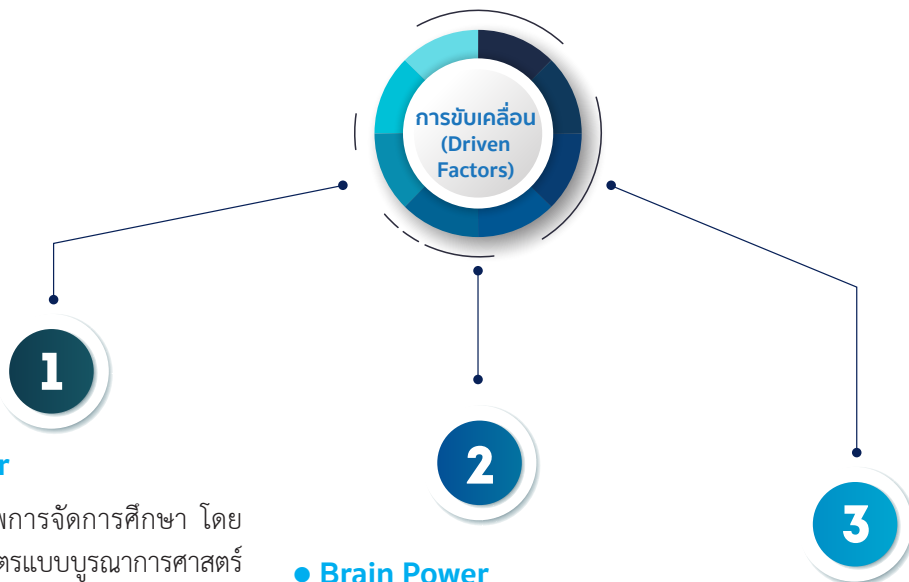 การขับเคลื่อน
(Driven
Factors)
1
2
3
r
พการจัดการศึกษา โดย
ตรแบบบูรณาการศาสตร์
• Brain Power